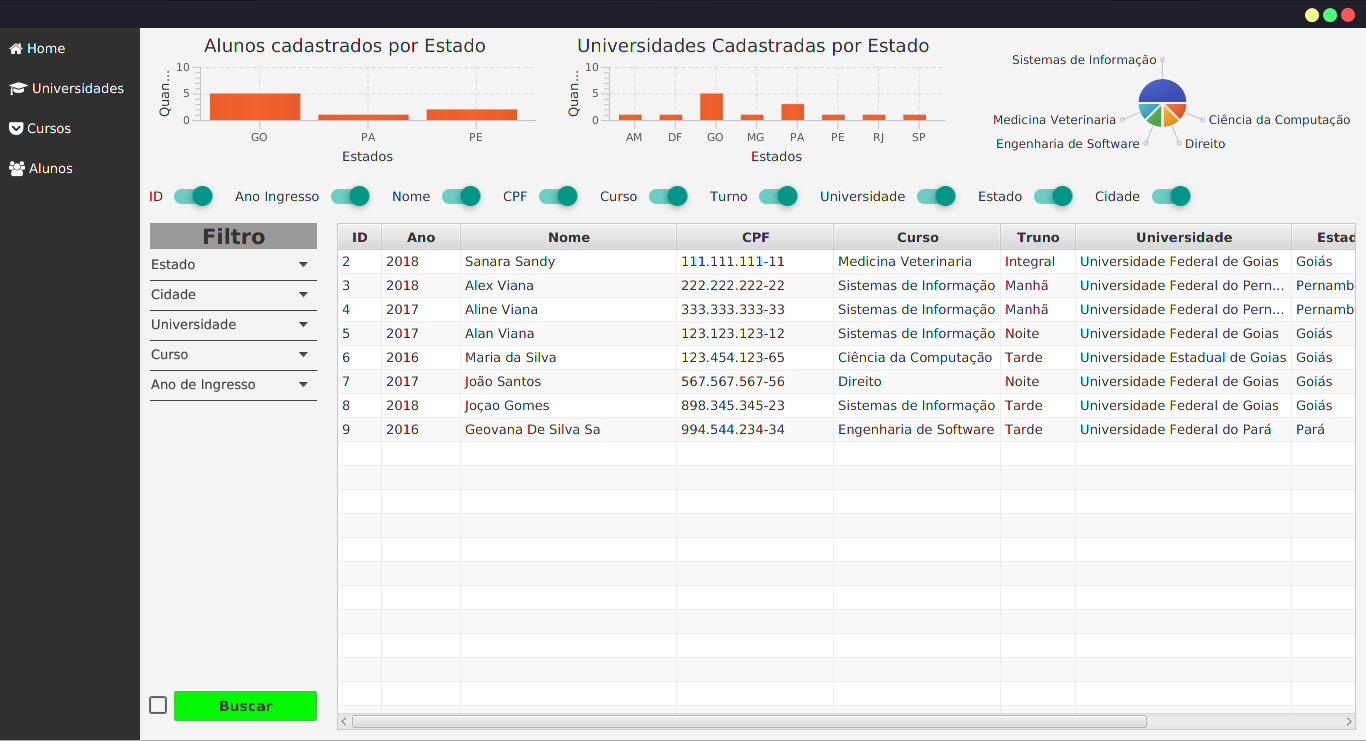 Home
Universidades
Cursos
Alunos
Alunos cadastrados por Estado
Quan...
10
5
0
GO PA PE
Estados
Universidades Cadastradas por Estado
Quan...
10
5
0
AM DF GO MG PA PE RJ SP
Estados
Sistemas de Informação
Medicina Veterinaria
Ciência da Computação
Engenharia de Software
Direito
ID Ano Ingresso Nome CPF Curso Turno Universidade Estado Cidade
Filtro
Estado
Cidade
Universidade
Curso
Ano de Ingresso
Buscar
ID Ano Nome CPF Curso Truno Universidade Estad
2 2018 Sanara Sandy 111.111.111-11 Medicina Veterinaria Integral Universidade Federal de Goias Goiás
3 2018 Alex Viana 222.222.222-22 Sistemas de Informação Manhã Universidade Federal do Pern... Pernamb
4 2017 Aline Viana 333.333.333-33 Sistemas de Informação Manhã Universidade Federal do Pern... Pernamb
5 2017 Alan Viana 123.123.123-12 Sistemas de Informação Noite Universidade Federal de Goias Goiás
6 2016 Maria da Silva 123.454.123-65 Ciência da Computação Tarde Universidade Estadual de Goias Goiás
7 2017 João Santos 567.567.567-56 Direito Noite Universidade Federal de Goias Goiás
8 2018 Joçao Gomes 898.345.345-23 Sistemas de Informação Tarde Universidade Federal de Goias Goiás
9 2016 Geovana De Silva Sa 994.544.234-34 Engenharia de Software Tarde Universidade Federal do Pará Pará